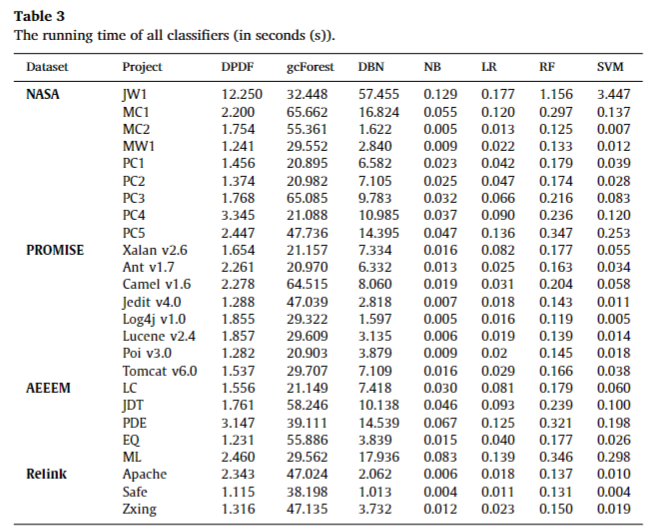 Table 3
The running time of all classifiers (in seconds (s)).
Dataset Project DPDF gcForest DBN NB LR RF SVM
NASA JW1 12.250 32.448 57.455 0.129 0.177 1.156 3.447
MC1 2.200 65.662 16.824 0.055 0.120 0.297 0.137
MC2 1.754 55.361 1.622 0.005 0.013 0.125 0.007
MW1 1.241 29.552 2.840 0.009 0.022 0.133 0.012
PC1 1.456 20.895 6.582 0.023 0.042 0.179 0.039
PC2 1.374 20.982 7.105 0.025 0.047 0.174 0.028
PC3 1.768 65.085 9.783 0.032 0.066 0.216 0.083
PC4 3.345 21.088 10.985 0.037 0.090 0.236 0.120
PC5 2.447 47.736 14.395 0.047 0.136 0.347 0.253
PROMISE Xalan v2.6 1.654 21.157 7.334 0.016 0.082 0.177 0.055
Ant v1.7 2.261 20.970 6.332 0.013 0.025 0.163 0.034
Camel v1.6 2.278 64.515 8.060 0.019 0.031 0.204 0.058
Jedit v4.0 1.288 47.039 2.818 0.007 0.018 0.143 0.011
Log4j v1.0 1.855 29.322 1.597 0.005 0.016 0.119 0.005
Lucene v2.4 1.857 29.609 3.135 0.006 0.019 0.139 0.014
Poi v3.0 1.282 20.903 3.879 0.009 0.02 0.145 0.018
Tomcat v6.0 1.537 29.707 7.109 0.016 0.029 0.166 0.038
AEEEM LC 1.556 21.149 7.418 0.030 0.081 0.179 0.060
JDT 1.761 58.246 10.138 0.046 0.093 0.239 0.100
PDE 3.147 39.111 14.539 0.067 0.125 0.321 0.198
EQ 1.231 55.886 3.839 0.015 0.040 0.177 0.026
ML 2.460 29.562 17.936 0.083 0.139 0.346 0.298
Relink Apache 2.343 47.024 2.062 0.006 0.018 0.137 0.010
Safe 1.115 38.198 1.013 0.004 0.011 0.131 0.004
Zxing 1.316 47.135 3.732 0.012 0.023 0.150 0.019